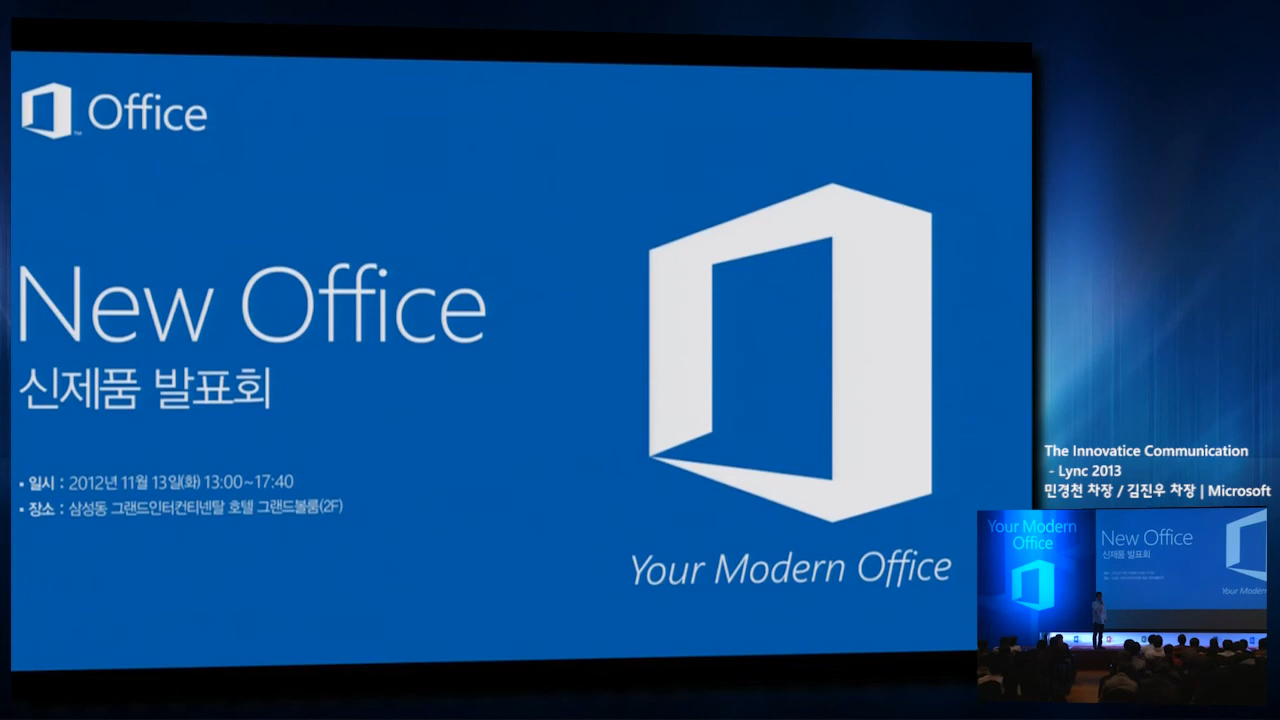 Office
New Office
신제품 발표회
▪ 일시 : 2012년 11월 13일(화) 13:00~17:40
▪ 장소 : 삼성동 그랜드인터컨티넨탈 호텔 그랜드볼룸(2F)
Your Modern Office
The Innovatice Communication
- Lync 2013
민경천 차장 / 김진우 차장 | Microsoft
Your Modern
Office
New Office
신제품 발표회
Your Modern